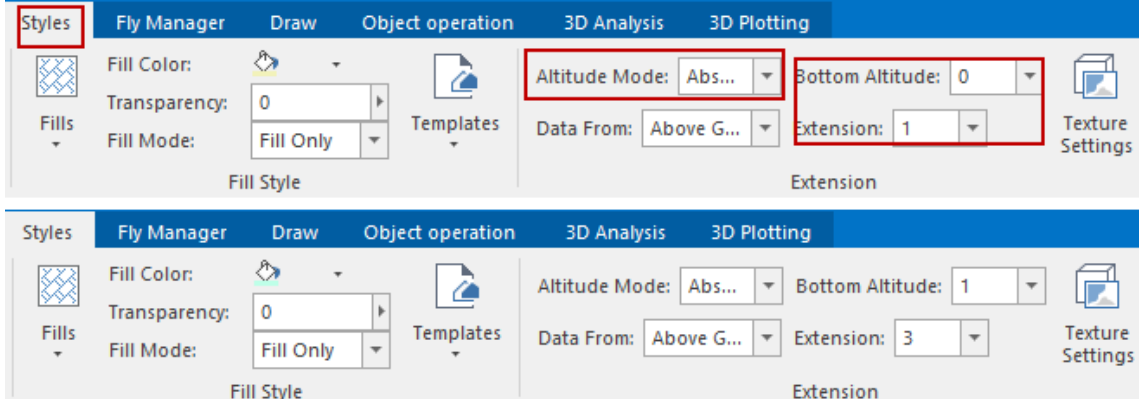 Styles Fly Manager Draw Object operation 3D Analysis 3D Plotting
Fill Color:
Altitude Mode: Abs... Bottom Altitude: 0
Transparency: 0
Fills Templates Data From: Above G... Extension: 1 Texture Settings
Fill Mode: Fill Only
Fill Style Extension
Styles Fly Manager Draw Object operation 3D Analysis 3D Plotting
Fill Color:
Altitude Mode: Abs... Bottom Altitude: 1
Transparency: 0
Fills Templates Data From: Above G... Extension: 3 Texture Settings
Fill Mode: Fill Only
Fill Style Extension